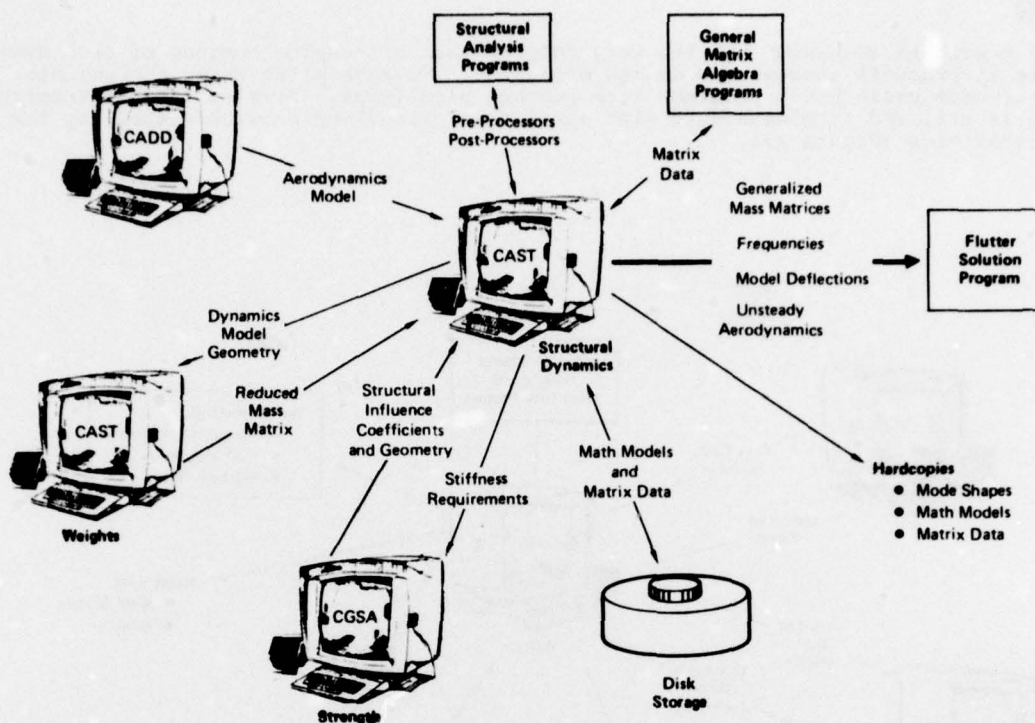 Structural
Analysis
Programs
General
Matrix
Algebra
Programs
Pre-Processors
Post-Processors
CADD
Aerodynamics
Model
Matrix
Data
Generalized
Mass Matrices
Frequencies
Model Deflections
Unsteady
Aerodynamics
Flutter
Solution
Program
CAST
Structural
Dynamics
Dynamics
Model
Geometry
CAST
Weights
Reduced
Mass
Matrix
Structural
Influence
Coefficients
and Geometry
Stiffness
Requirements
Math Models
and
Matrix Data
Hardcopies
● Mode Shapes
● Math Models
● Matrix Data
CGSA
Strength
Disk
Storage